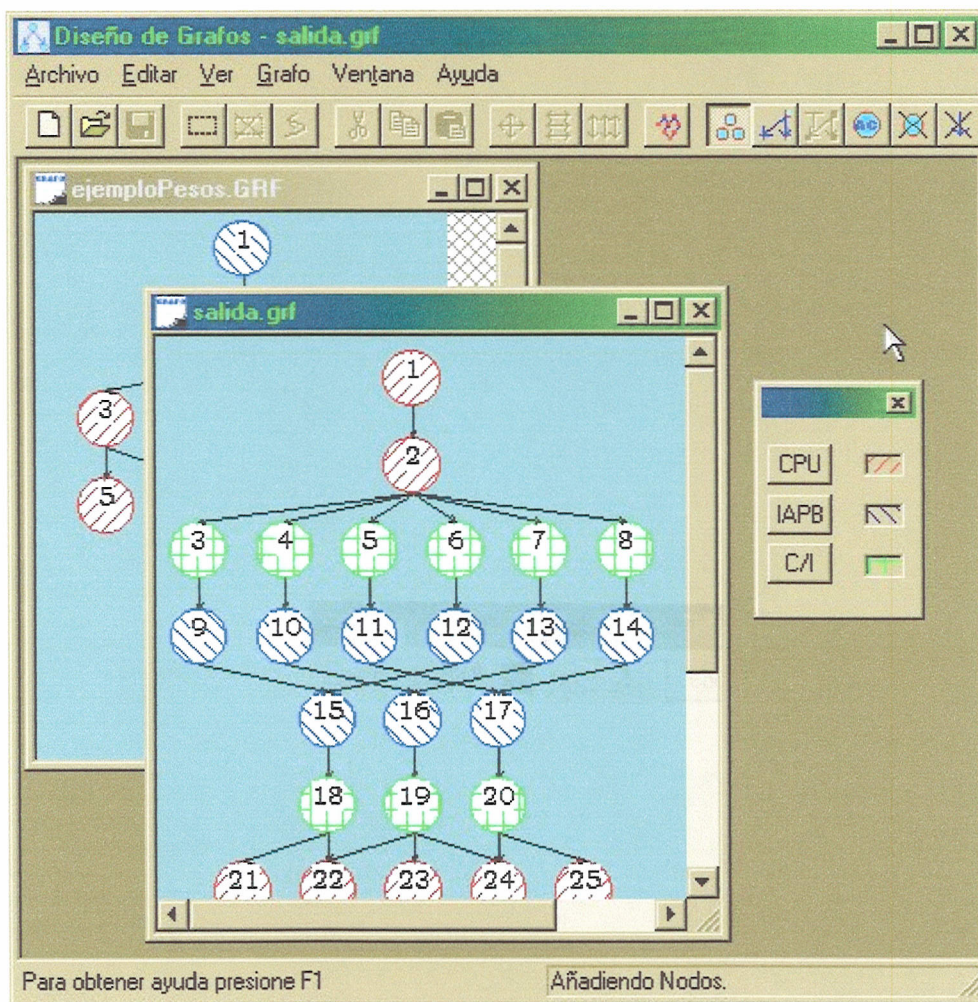 Diseño de Grafos - salida.grf
Archivo Editar Ver Grafo Ventana Ayuda
AC
ejemploPesos.GRF
1
3
5
salida.grf
1
2
3 4 5 6 7 8
9 10 11 12 13 14
15 16 17
18 19 20
21 22 23 24 25
CPU
IAPB
C/I
Para obtener ayuda presione F1
Añadiendo Nodos.